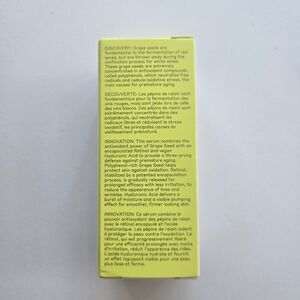 DISCOVERY: Grape seeds are
fundamental in the fermentation of red
wines, but are thrown away during the
vinification process for white wines.
These grape seeds are extremely
concentrated in antioxidant compounds
called polyphenols, which neutralize free
radicals and reduce oxidative stress, the
main causes for premature aging.
DÉCOUVERTE: Les pépins de raisin sont
fondamentaux pour la fermentation des
vins rouges, mais sont jetés lors de celle
des vins blancs. Ces pépins de raisin sont
extrêmement concentrés dans des
polyphénols, qui neutralisent les
radicaux libres et réduisent le stress
oxydatif, les principales causes du
vieillissement prématuré.
INNOVATION: This serum combines the
antioxidant power of Grape Seed with an
encapsulated Retinol and vegan
Hyaluronic Acid to provide a three-prong
defense against premature aging.
Polyphenol-rich Grape Seed helps
protect skin against oxidation. Retinol,
stabilized by a patented encapsulation
process, is gradually released for
prolonged efficacy with less irritation, to
reduce the appearance of lines and
wrinkles. Hyaluronic Acid delivers a
burst of moisture and a visible plumping
effect for smoother, firmer looking skin.
INNOVATION: Ce sérum combine le
pouvoir antioxydant des pépins de raisin
avec le rétinol encapsulé et l'acide
hyaluronique. Les pépins de raisin aident
à protéger la peau contre l'oxydation. Le
rétinol, qui est progressivement libéré
pour une efficacité prolongée avec moins
d'irritation, réduit l'apparence des rides.
L'acide hyaluronique hydrate et fournit
un effet repulpant visible pour une peau
plus lisse et ferme.